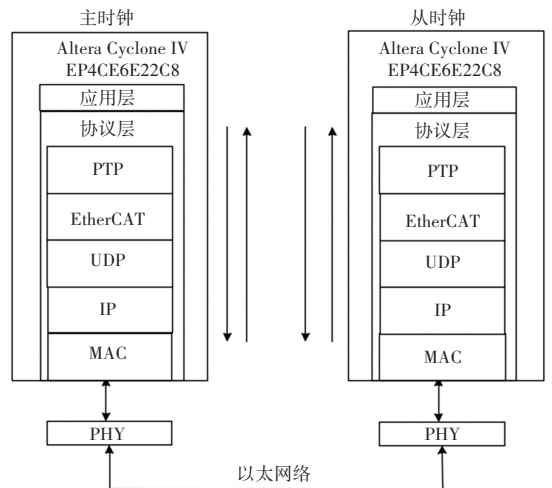 主时钟
Altera Cyclone IV
EP4CE6E22C8
应用层
协议层
PTP
EtherCAT
UDP
IP
MAC
PHY
从时钟
Altera Cyclone IV
EP4CE6E22C8
应用层
协议层
PTP
EtherCAT
UDP
IP
MAC
PHY
以太网络